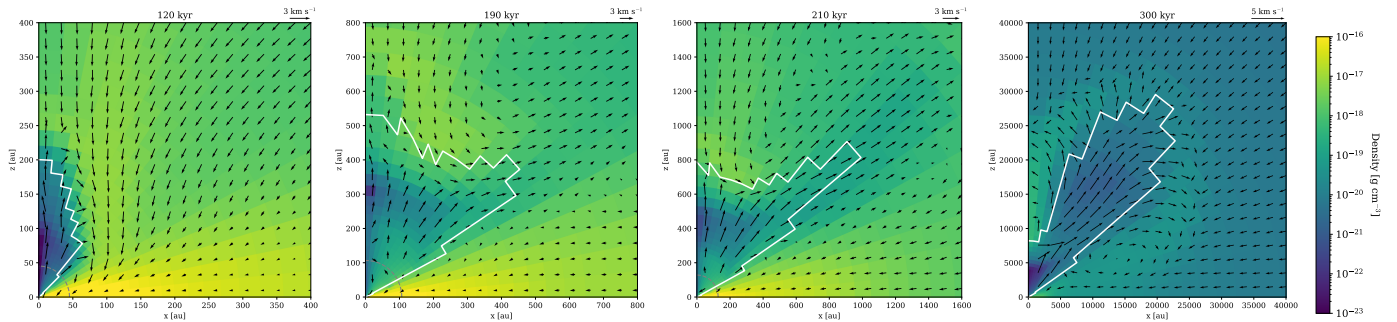 120 kyr
3 km s⁻¹
400
350
300
250
200
150
100
50
0
z [au]
0 50 100 150 200 250 300 350 400
x [au]
190 kyr
3 km s⁻¹
800
700
600
500
400
300
200
100
0
z [au]
0 100 200 300 400 500 600 700 800
x [au]
210 kyr
3 km s⁻¹
1600
1400
1200
1000
800
600
400
200
0
z [au]
0 200 400 600 800 1000 1200 1400 1600
x [au]
300 kyr
5 km s⁻¹
40000
35000
30000
25000
20000
15000
10000
5000
0
z [au]
0 5000 10000 15000 20000 25000 30000 35000 40000
x [au]
10⁻¹⁶
10⁻¹⁷
10⁻¹⁸
10⁻¹⁹
10⁻²⁰
10⁻²¹
10⁻²²
10⁻²³
Density [g cm⁻³]